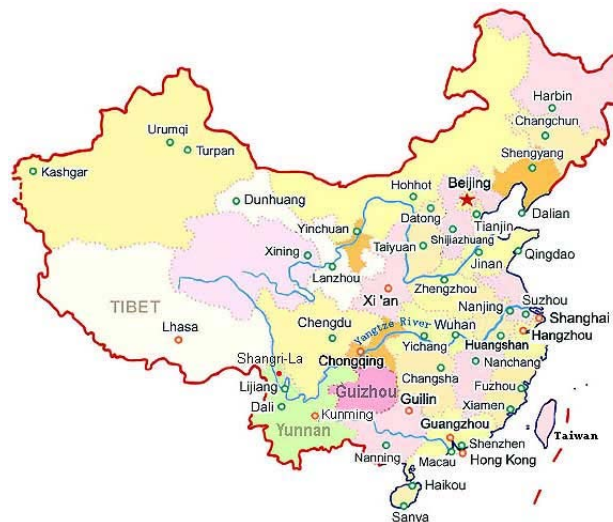 Harbin
Changchun
Urumqi
Turpan
Shengyang
Kashgar
Beijing
Hohhot
Dunhuang
Datong
Tianjin
Dalian
Yinchuan
Shijiazhuang
Taiyuan
Xining
Jinan
Qingdao
Lanzhou
Zhengzhou
TIBET
Xi 'an
Suzhou
Nanjing
Shanghai
Lhasa
Chengdu
Yangtze River
Wuhan
Hangzhou
Yichang
Huangshan
Shangri-La
Chongqing
Nanchang
Changsha
Lijiang
Guizhou
Fuzhou
Dali
Kunming
Guilin
Xiamen
Yunnan
Guangzhou
Taiwan
Shenzhen
Nanning
Macau
Hong Kong
Haikou
Sanya